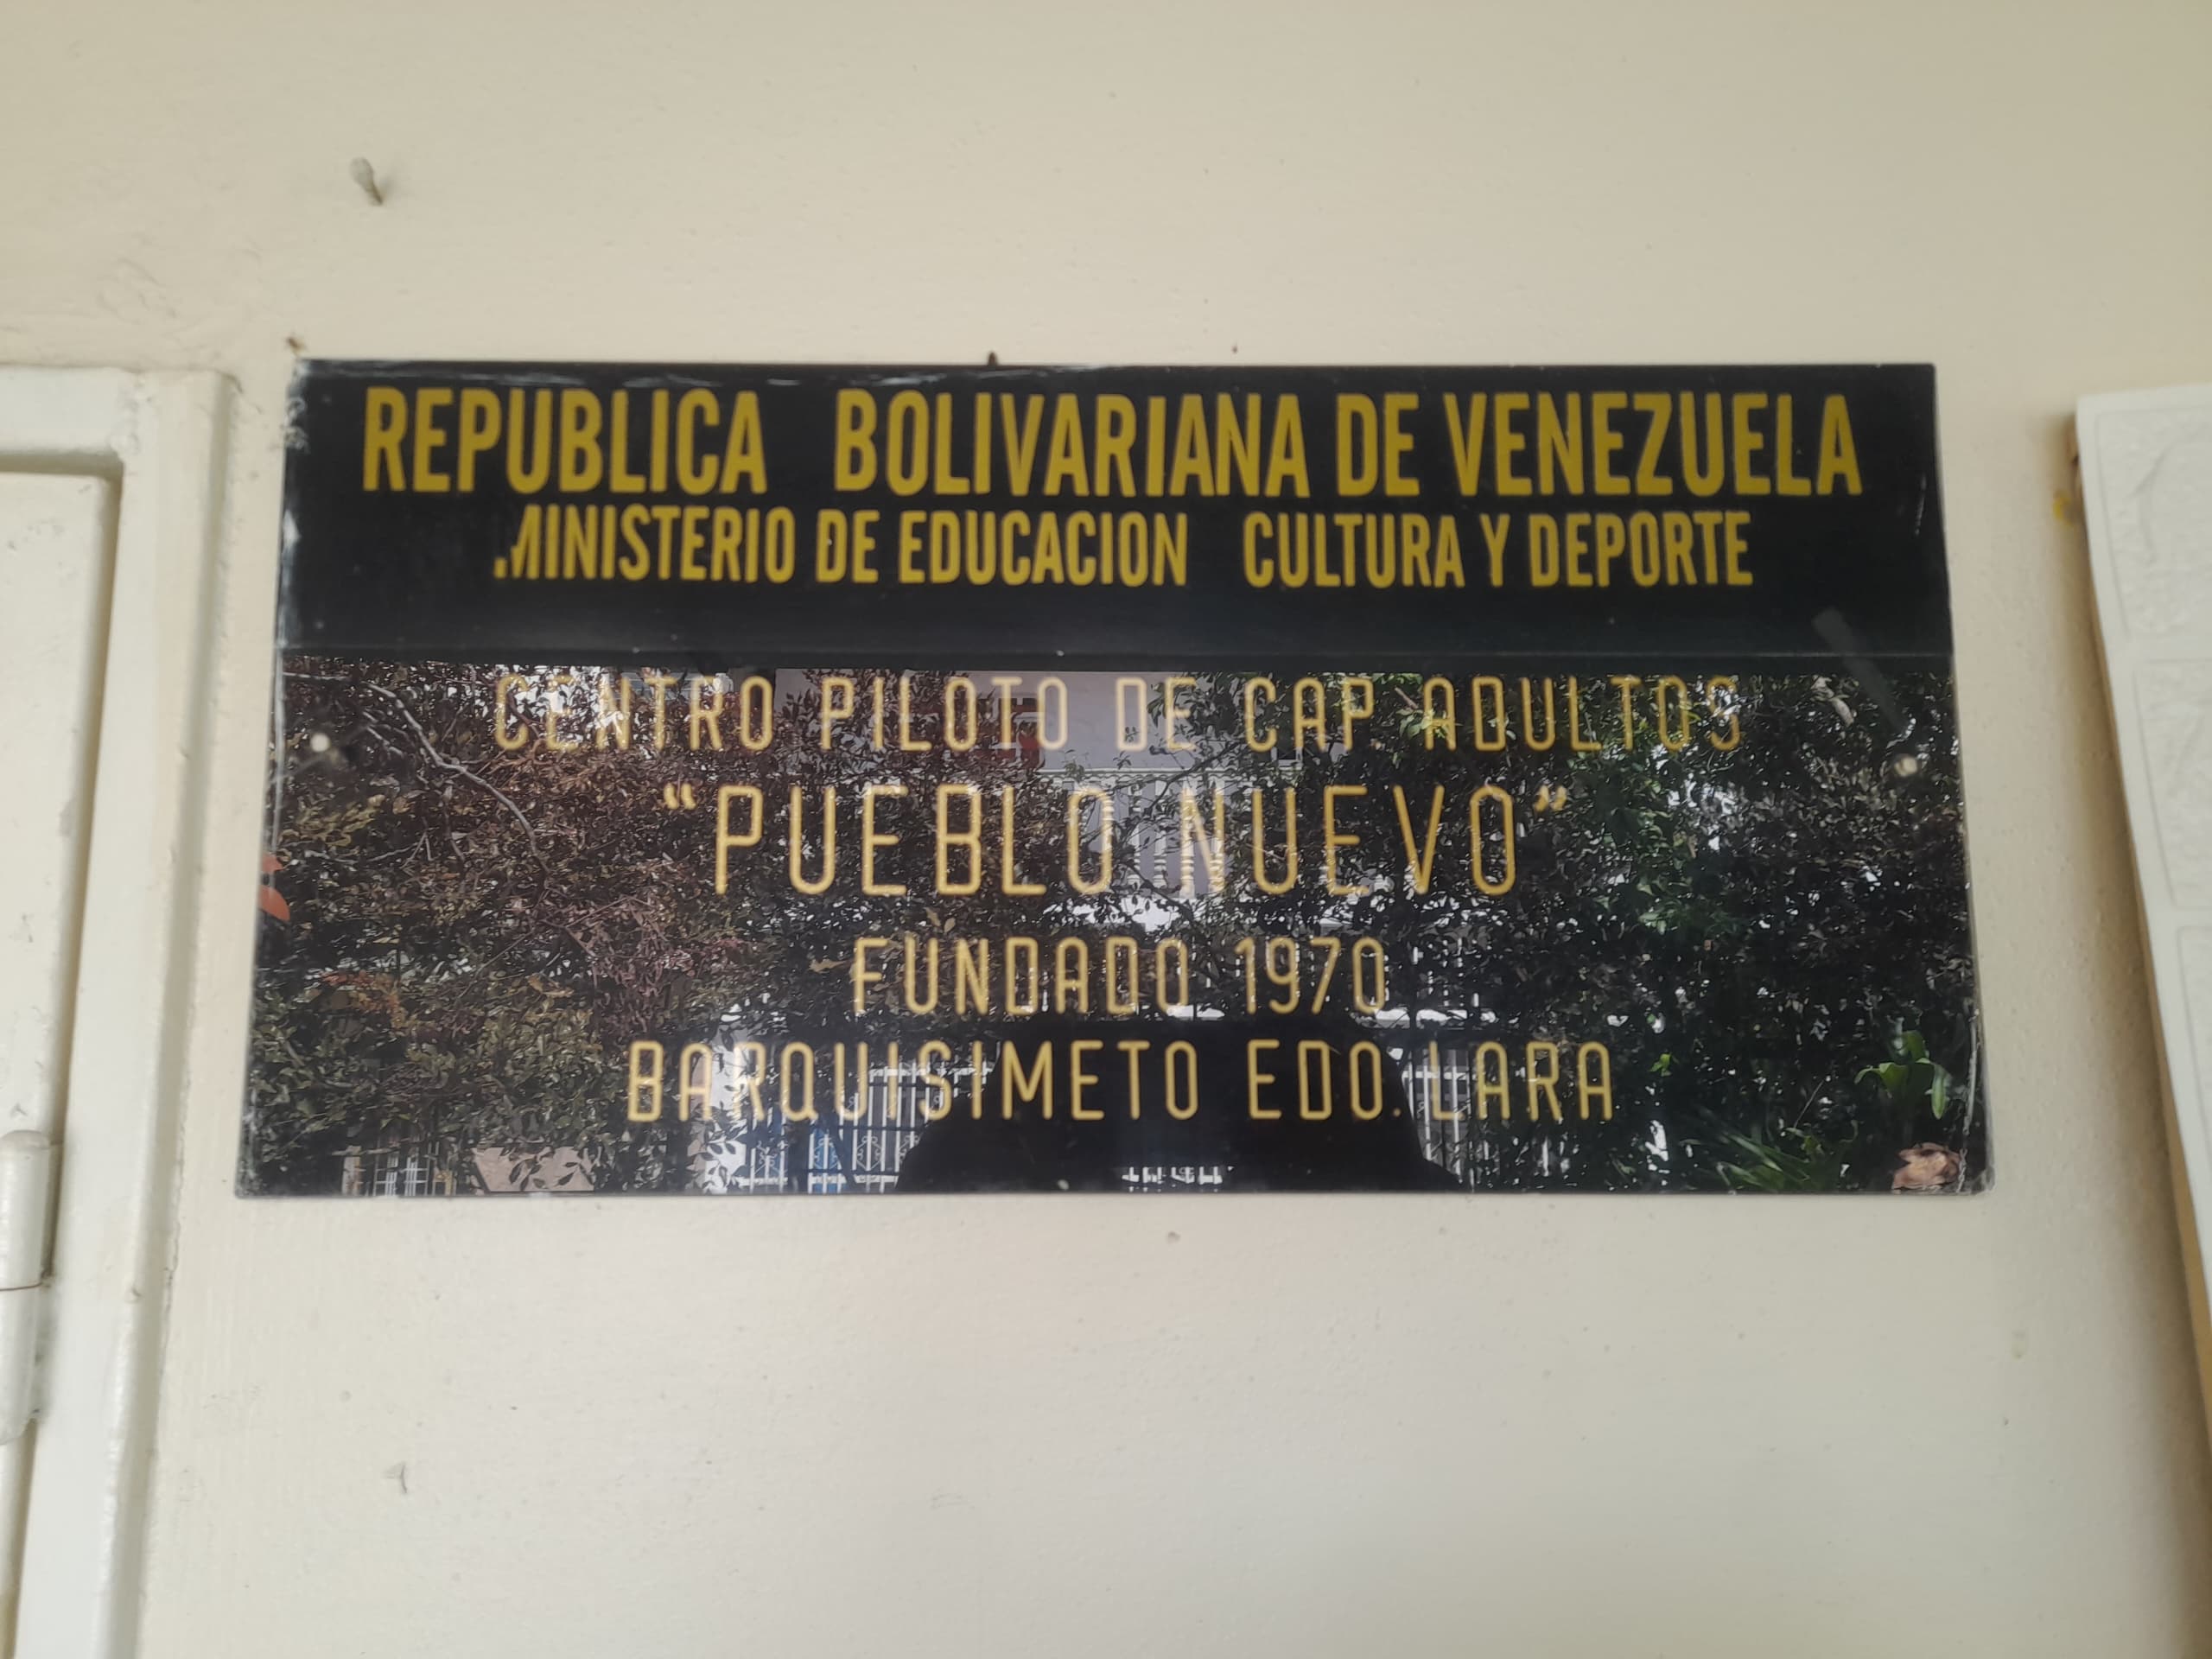 REPUBLICA BOLIVARIANA DE VENEZUELA
MINISTERIO DE EDUCACION CULTURA Y DEPORTE
CENTRO PILOTO DE CAP. ADULTOS
“PUEBLO NUEVO”
FUNDADO 1970
BARQUISIMETO EDO. LARA